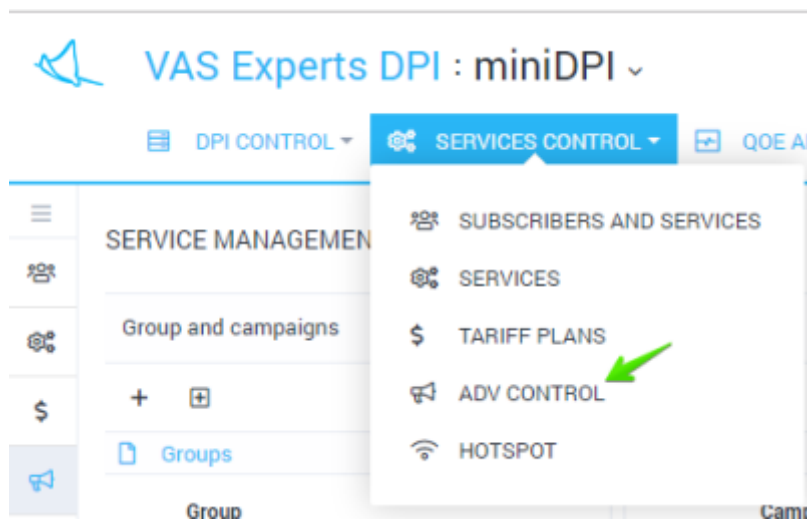 VAS Experts DPI : miniDPI
DPI CONTROL SERVICES CONTROL QOE
SERVICE MANAGEMEN
Group and campaigns
Groups
Group
SUBSCRIBERS AND SERVICES
SERVICES
TARIFF PLANS
ADV CONTROL
HOTSPOT